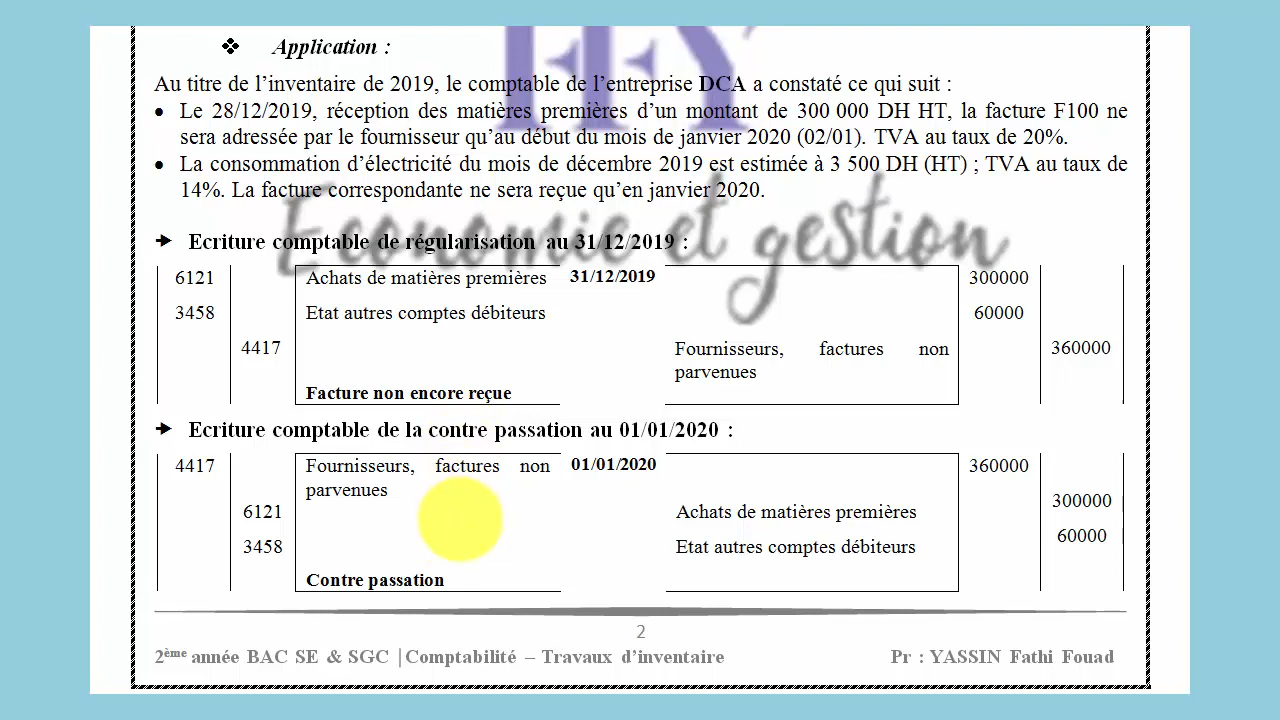 ❖ Application :
Au titre de l’inventaire de 2019, le comptable de l’entreprise DCA a constaté ce qui suit :
• Le 28/12/2019, réception des matières premières d’un montant de 300 000 DH HT, la facture F100 ne
sera adressée par le fournisseur qu’au début du mois de janvier 2020 (02/01). TVA au taux de 20%.
• La consommation d’électricité du mois de décembre 2019 est estimée à 3 500 DH (HT) ; TVA au taux de
14%. La facture correspondante ne sera reçue qu’en janvier 2020.
Economie et gestion
➔ Ecriture comptable de régularisation au 31/12/2019 :
6121 Achats de matières premières 31/12/2019 300000
3458 Etat autres comptes débiteurs 60000
4417 Fournisseurs, factures non 360000
parvenues
Facture non encore reçue
➔ Ecriture comptable de la contre passation au 01/01/2020 :
4417 Fournisseurs, factures non 01/01/2020 360000
parvenues
6121 Achats de matières premières 300000
3458 Etat autres comptes débiteurs 60000
Contre passation
2
2ème année BAC SE & SGC |Comptabilité – Travaux d’inventaire Pr : YASSIN Fathi Fouad